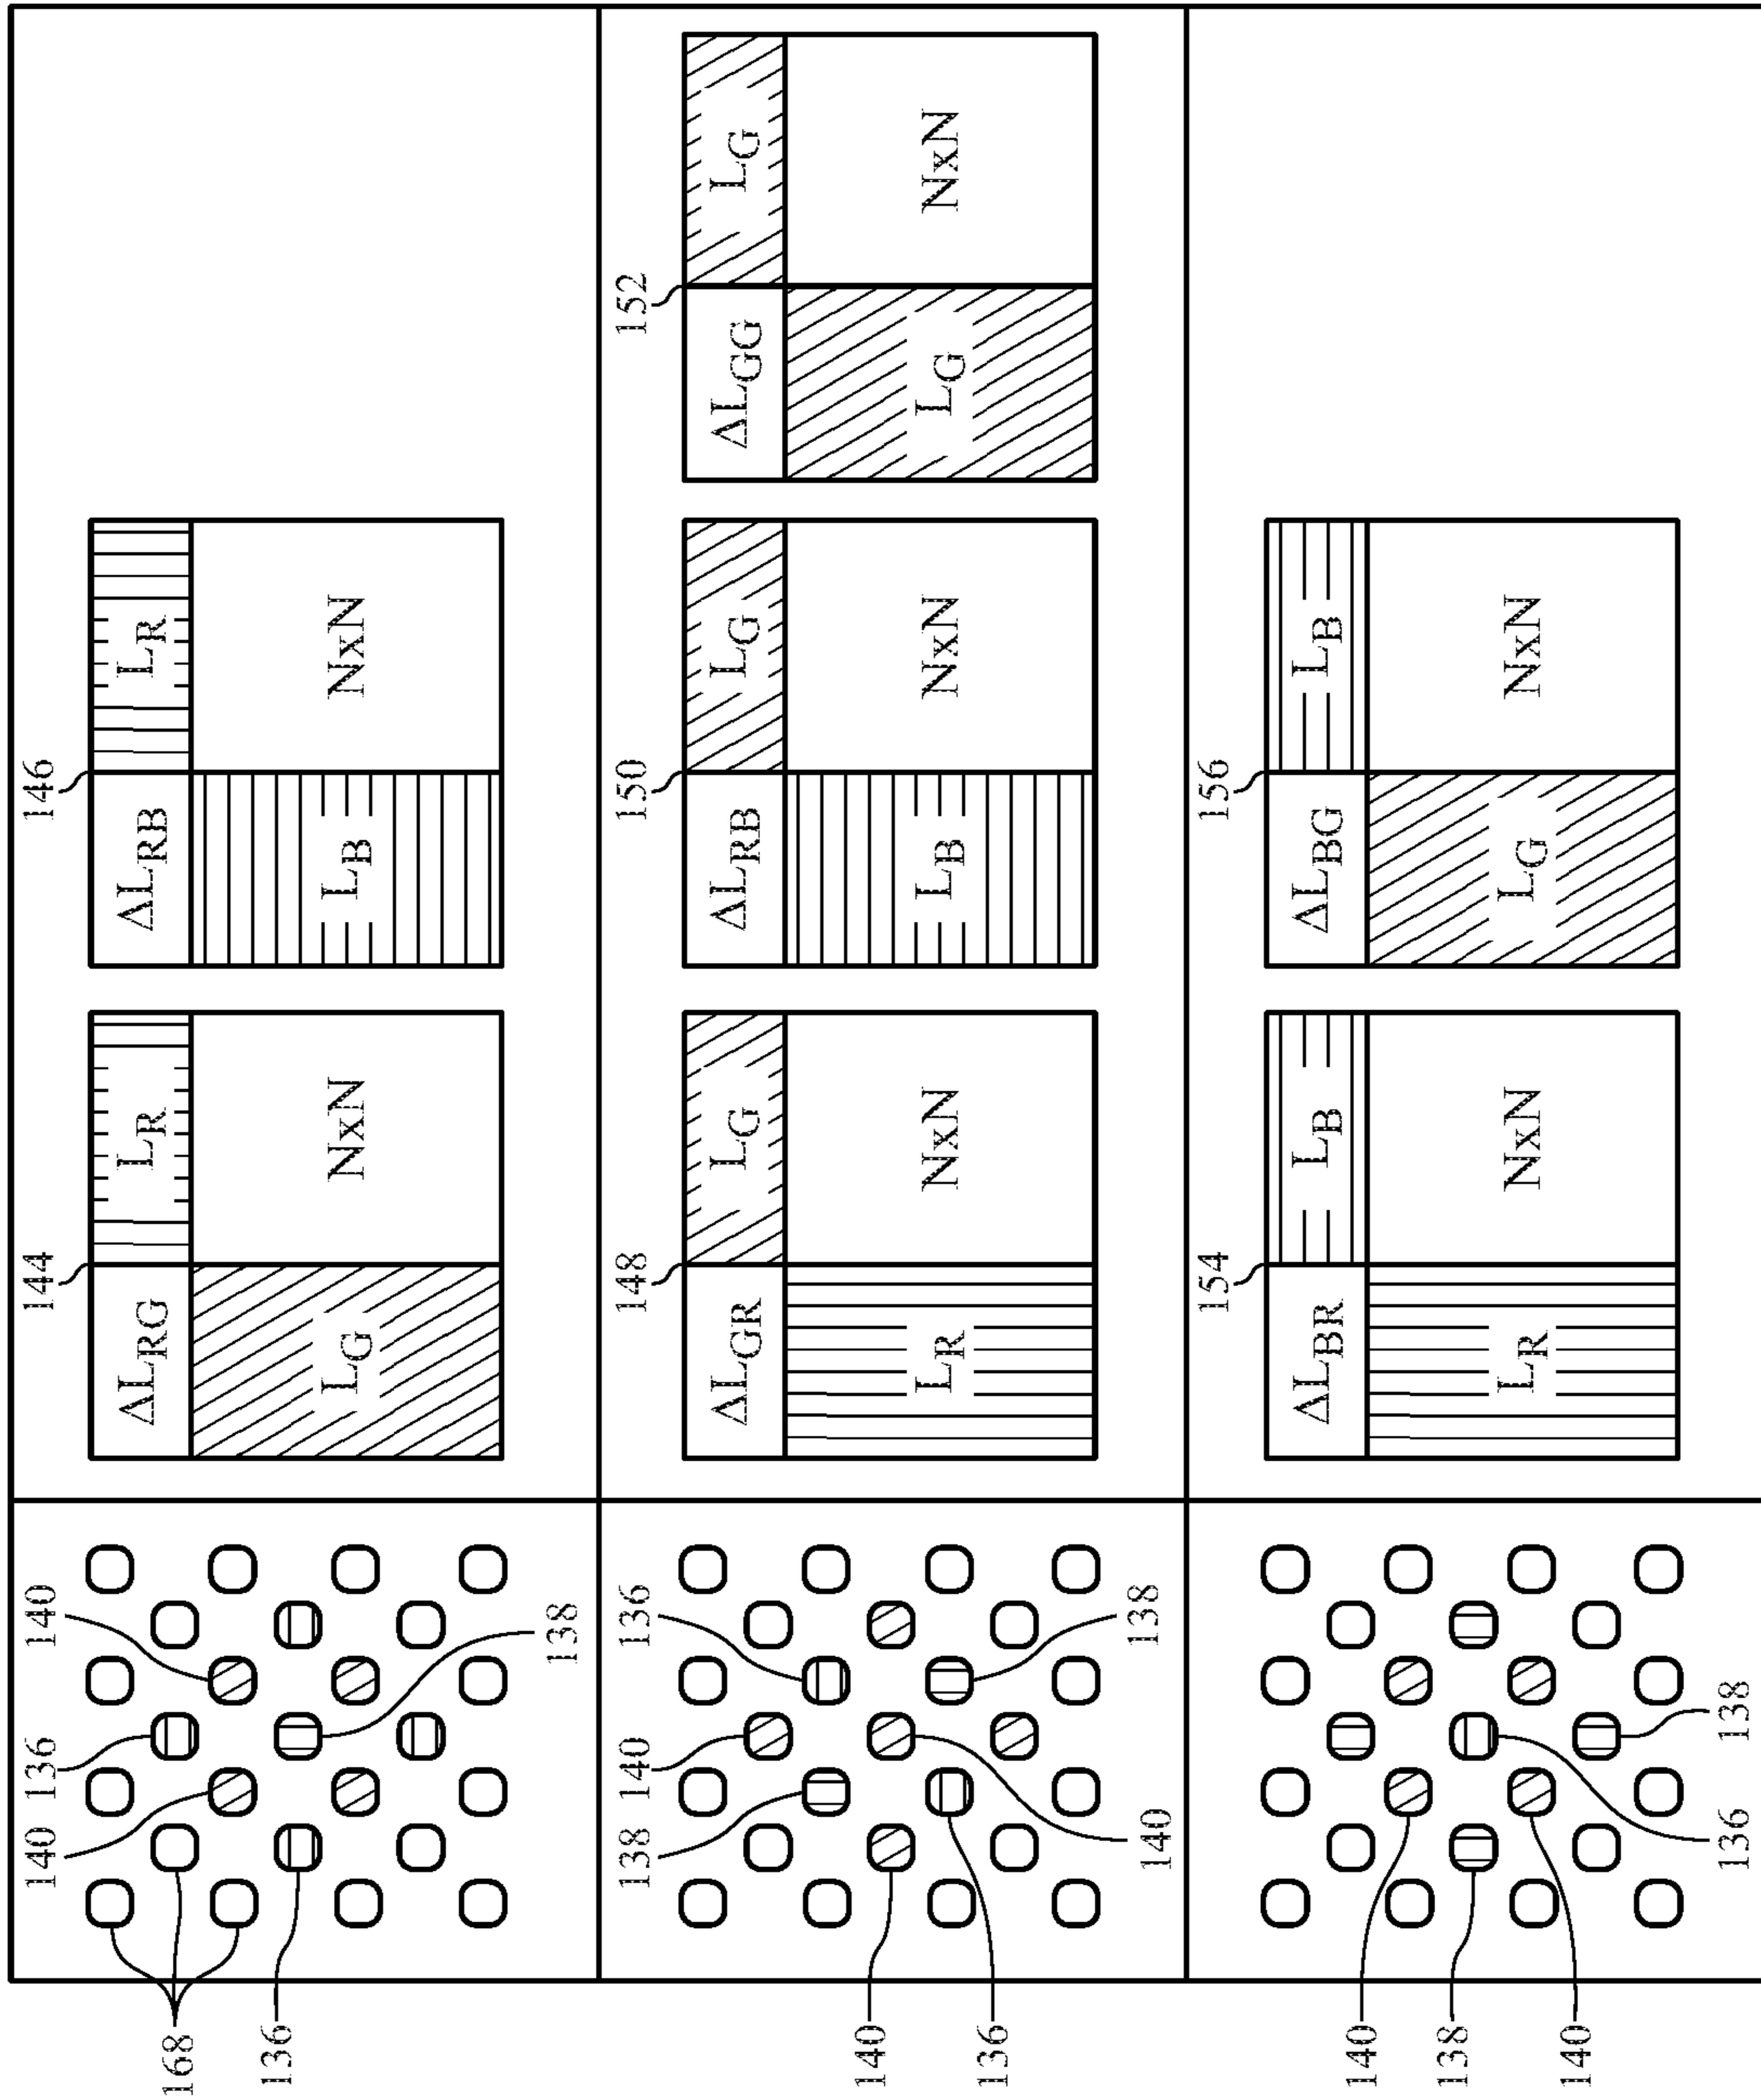 140 136 140 144 146
ΔL_RG L_R ΔL_RB L_R
168
136
L_G NxN L_B NxN
138
138 140 136 148 150 152
ΔL_GR L_G ΔL_RB L_G ΔL_GG L_G
140
L_R NxN L_B NxN L_G NxN
136
140 138
154 156
ΔL_BR L_B ΔL_BG L_B
140
138
L_R NxN L_G NxN
140
136 138